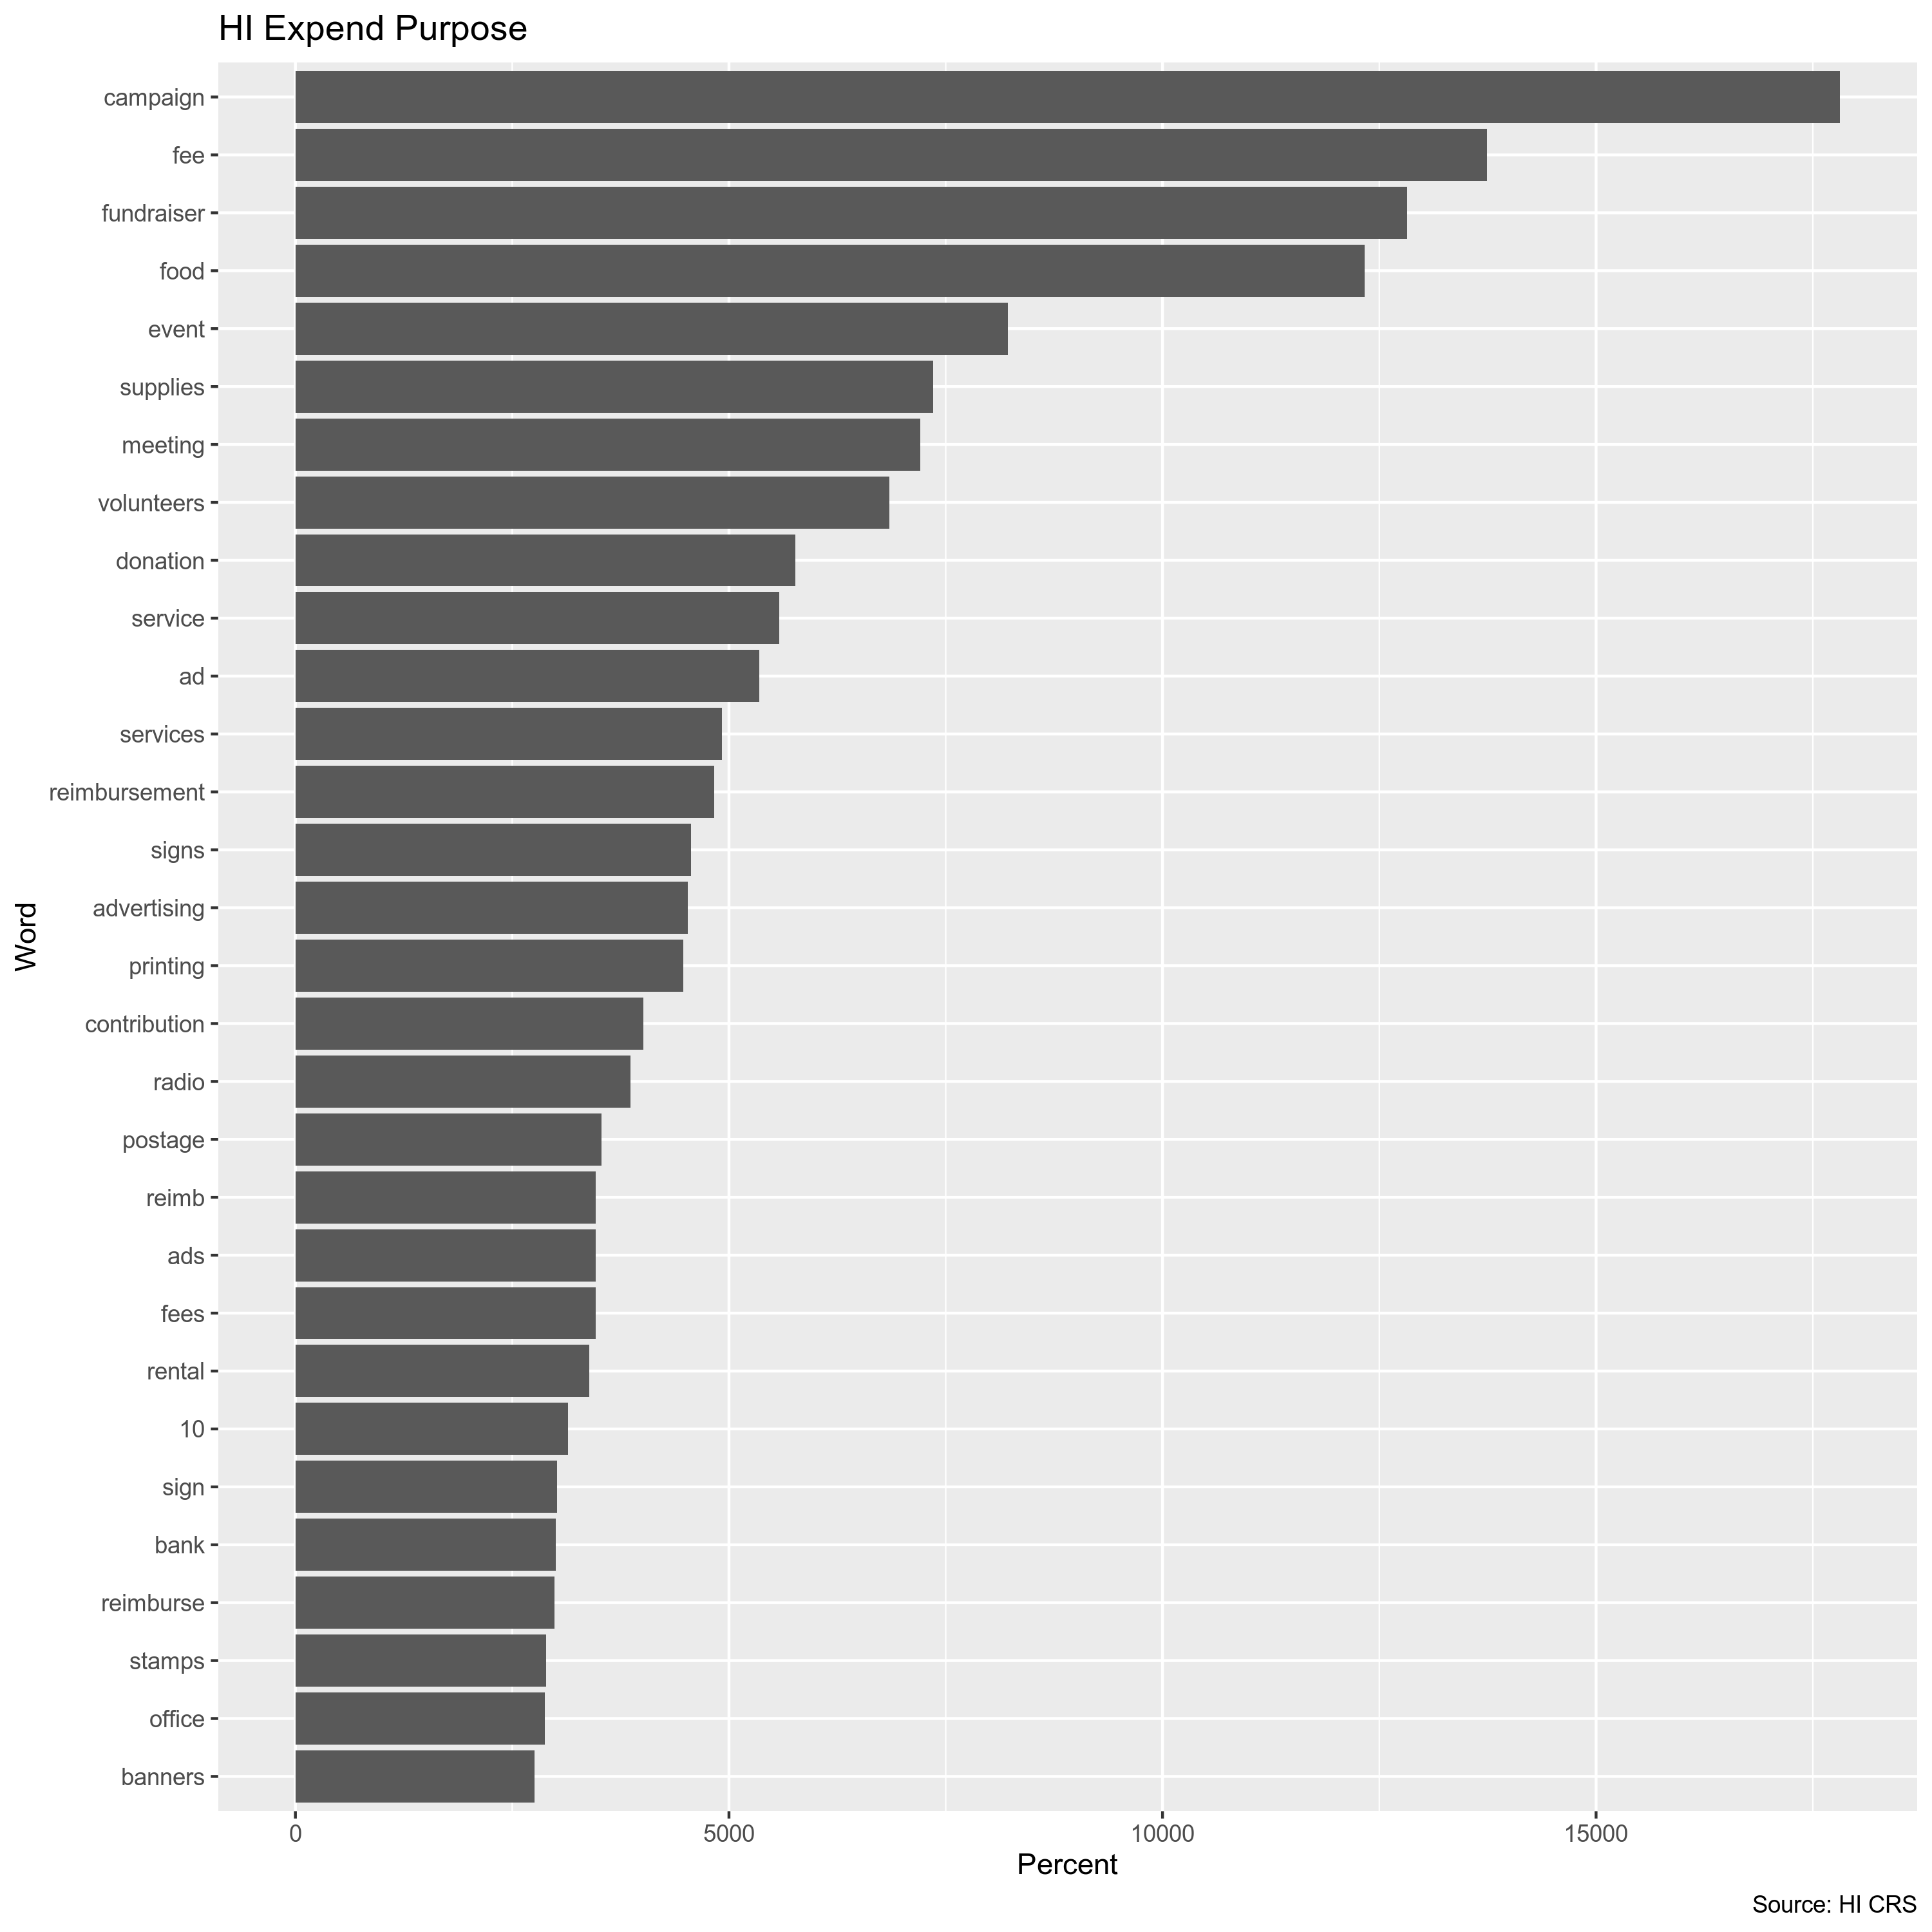 HI Expend Purpose
campaign
fee
fundraiser
food
event
supplies
meeting
volunteers
donation
service
ad
services
reimbursement
signs
advertising
printing
contribution
radio
postage
reimb
ads
fees
rental
10
sign
bank
reimburse
stamps
office
banners
Word
0 5000 10000 15000
Percent
Source: HI CRS